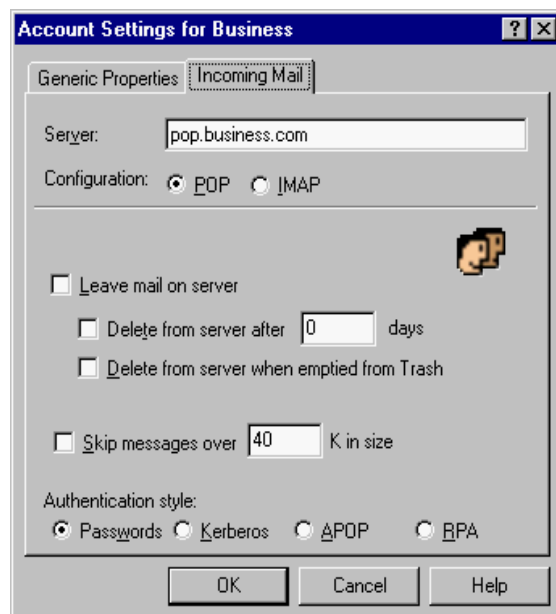 Account Settings for Business
Generic Properties Incoming Mail
Server: pop.business.com
Configuration: POP IMAP
Leave mail on server
Delete from server after 0 days
Delete from server when emptied from Trash
Skip messages over 40 K in size
Authentication style:
Passwords Kerberos APOP RPA
OK Cancel Help